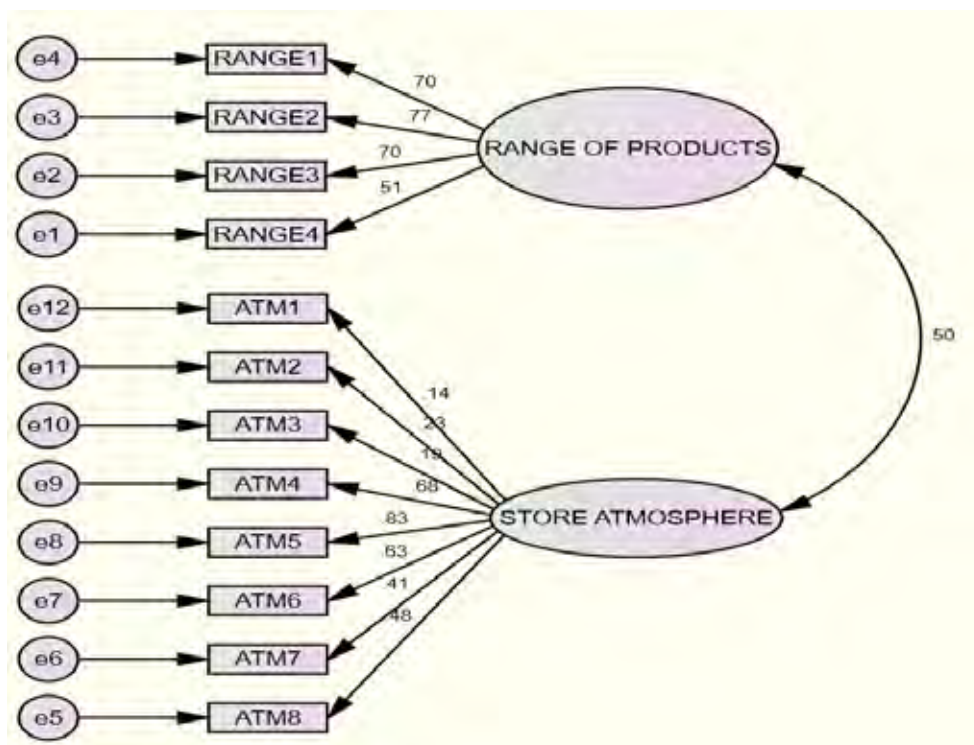 e4
RANGE1
.70
e3
RANGE2
.77
RANGE OF PRODUCTS
e2
RANGE3
.70
e1
RANGE4
.51
e12
ATM1
.50
e11
ATM2
.14
e10
ATM3
.23
.19
e9
ATM4
.68
STORE ATMOSPHERE
e8
ATM5
.83
e7
ATM6
.63
.41
e6
ATM7
.48
e5
ATM8